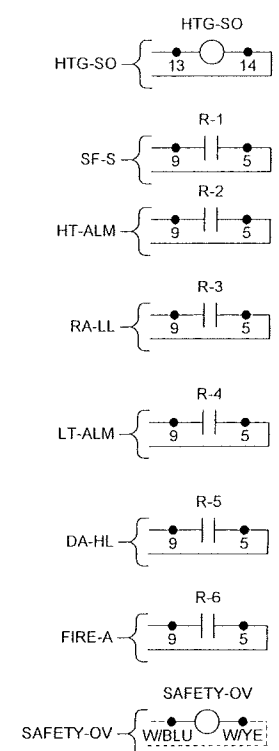 HTG-SO
HTG-SO
13 14
R-1
SF-S
9 5
R-2
HT-ALM
9 5
R-3
RA-LL
9 5
R-4
LT-ALM
9 5
R-5
DA-HL
9 5
R-6
FIRE-A
9 5
SAFETY-OV
SAFETY-OV
W/BLU W/YE